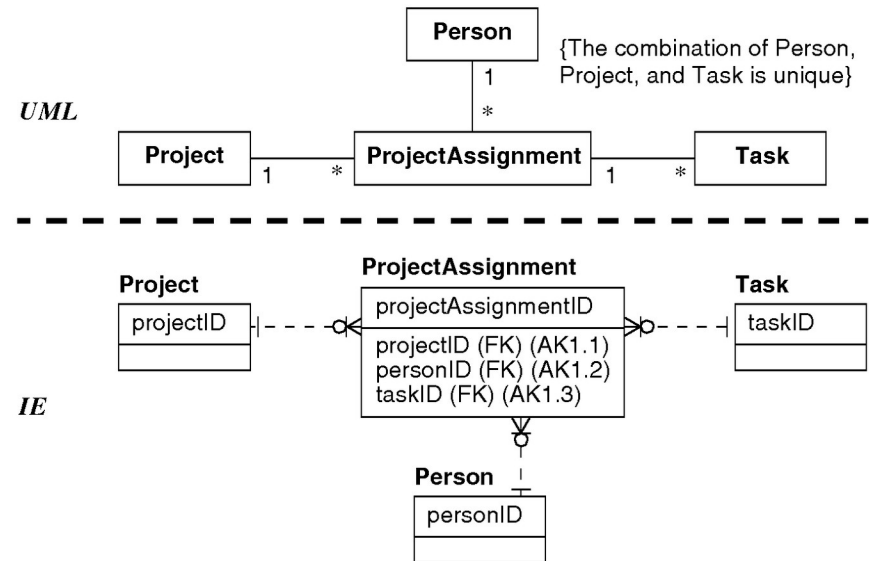 Person
{The combination of Person,
Project, and Task is unique}
1
*
UML
Project
ProjectAssignment
Task
1
*
1
*
ProjectAssignment
Project
Task
projectAssignmentID
projectID
taskID
projectID (FK) (AK1.1)
personID (FK) (AK1.2)
taskID (FK) (AK1.3)
IE
Person
personID